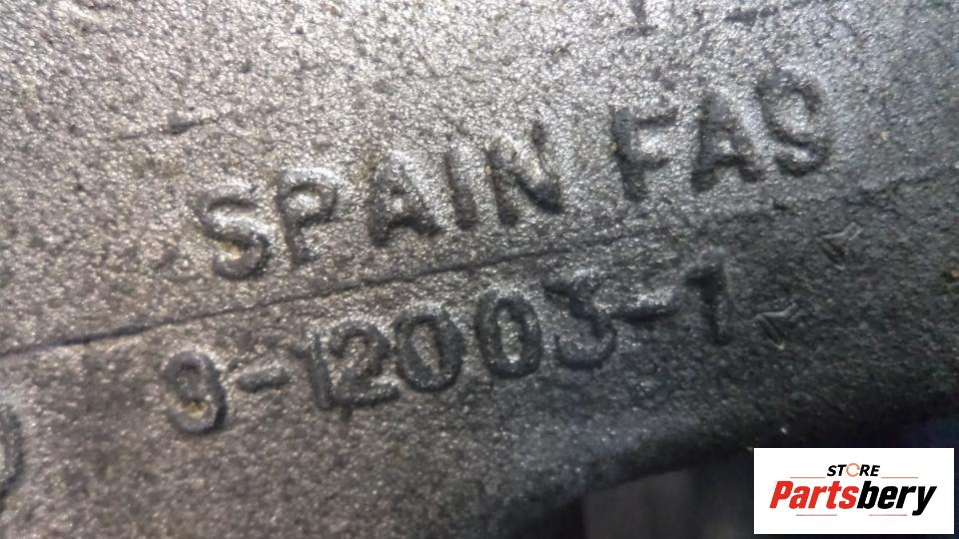 SPAIN FAS
9-12003-1
STORE
Partsbery